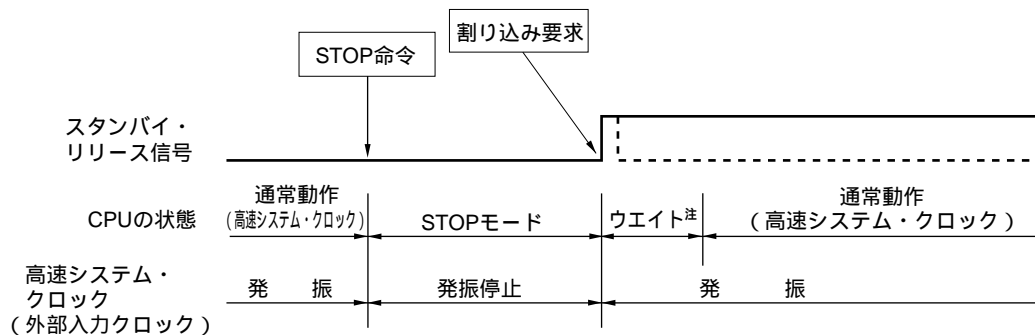 割り込み要求
STOP命令
スタンバイ・
リリース信号
通常動作
(高速システム・クロック)
CPUの状態
STOPモード
ウエイト注
通常動作
(高速システム・クロック)
高速システム・
クロック
(外部入力クロック)
発　振
発振停止
発　振